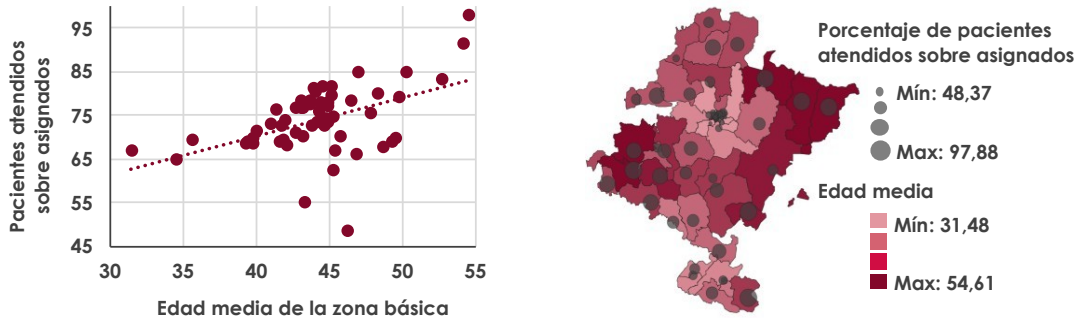 Pacientes atendidos
sobre asignados
95
85
75
65
55
45
30 35 40 45 50 55
Edad media de la zona básica
Porcentaje de pacientes
atendidos sobre asignados
Mín: 48,37
Max: 97,88
Edad media
Mín: 31,48
Max: 54,61